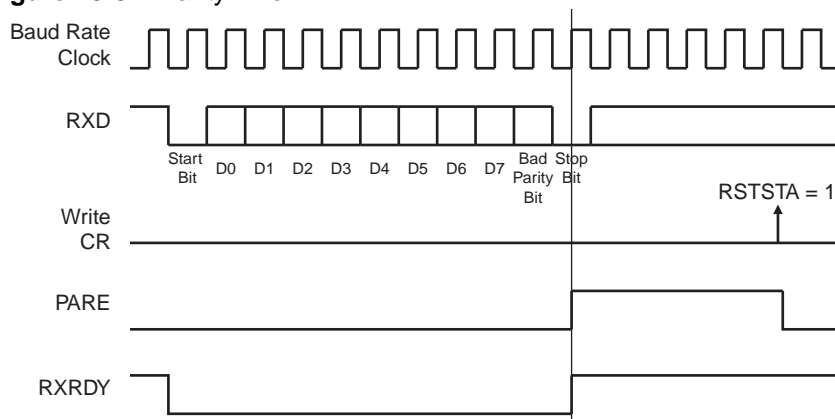 Baud Rate
Clock
RXD
Start
Bit
D0 D1 D2 D3 D4 D5 D6 D7
Bad
Parity
Bit
Stop
Bit
RSTSTA = 1
Write
CR
PARE
RXRDY